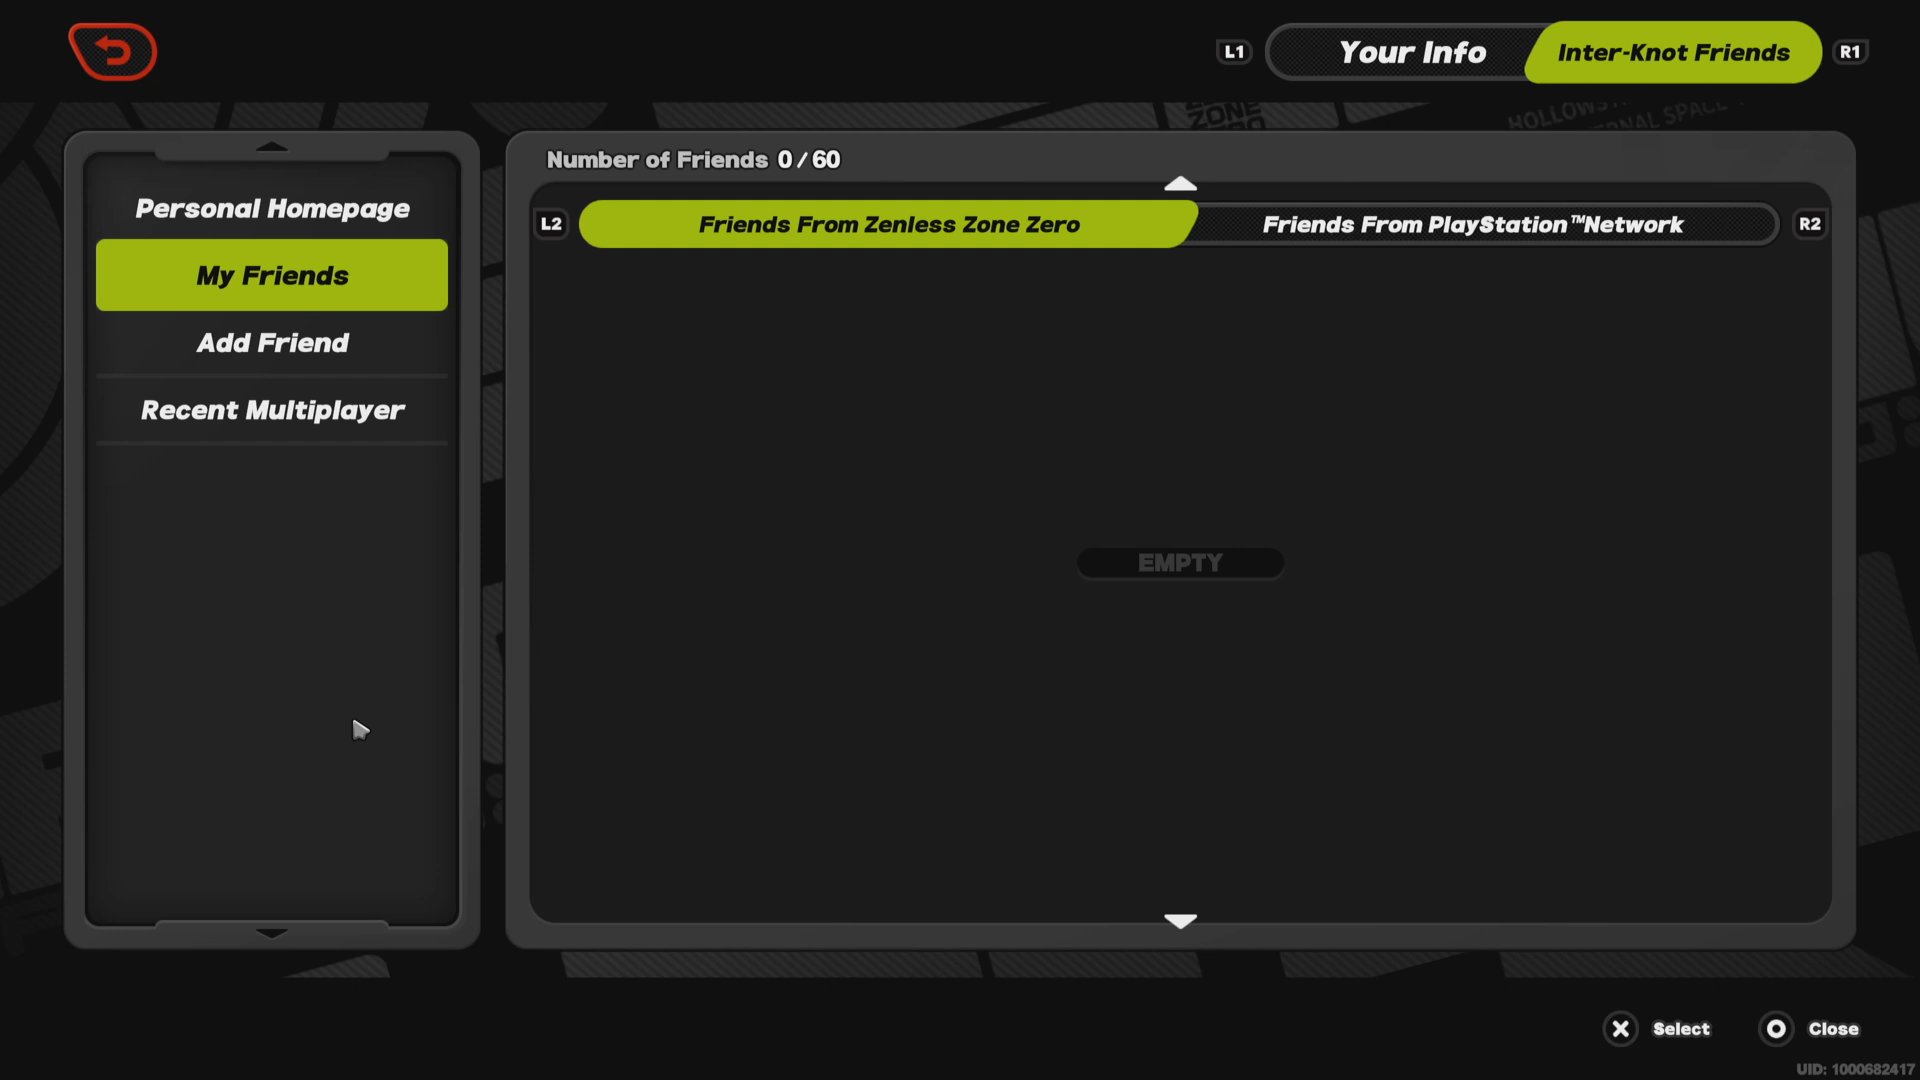 L1
Your Info
Inter-Knot Friends
R1
Number of Friends 0/60
Personal Homepage
My Friends
Add Friend
Recent Multiplayer
L2
Friends From Zenless Zone Zero
Friends From PlayStation™Network
R2
EMPTY
Select
Close
UID: 1000682417